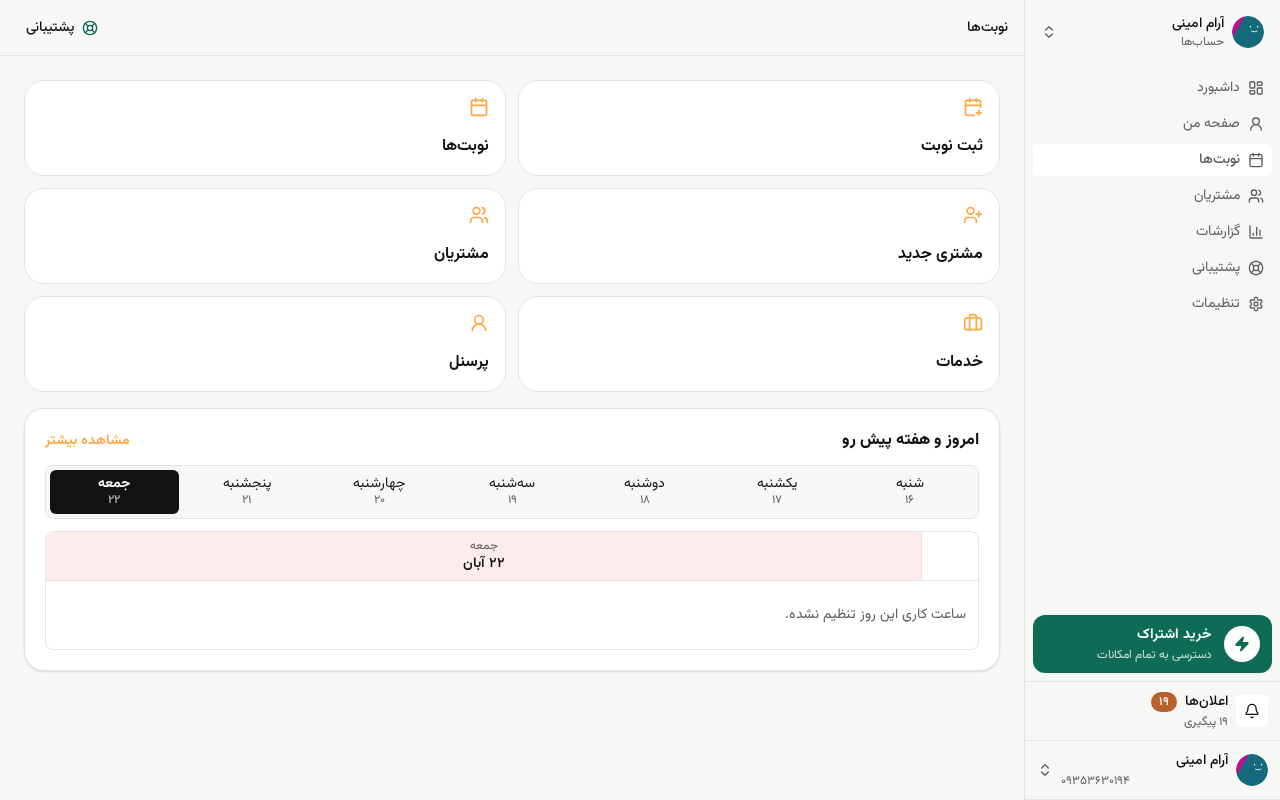 آرام امینی
حساب‌ها
داشبورد
صفحه من
نوبت‌ها
مشتریان
گزارشات
پشتیبانی
تنظیمات
خرید اشتراک
دسترسی به تمام امکانات
اعلان‌ها ۱۹
۱۹ پیگیری
آرام امینی
۰۹۳۵۳۶۳۰۱۹۴
نوبت‌ها
پشتیبانی
ثبت نوبت
نوبت‌ها
مشتری جدید
مشتریان
خدمات
پرسنل
امروز و هفته پیش رو
مشاهده بیشتر
شنبه یکشنبه دوشنبه سه‌شنبه چهارشنبه پنجشنبه جمعه
۱۶ ۱۷ ۱۸ ۱۹ ۲۰ ۲۱ ۲۲
جمعه
۲۲ آبان
ساعت کاری این روز تنظیم نشده.